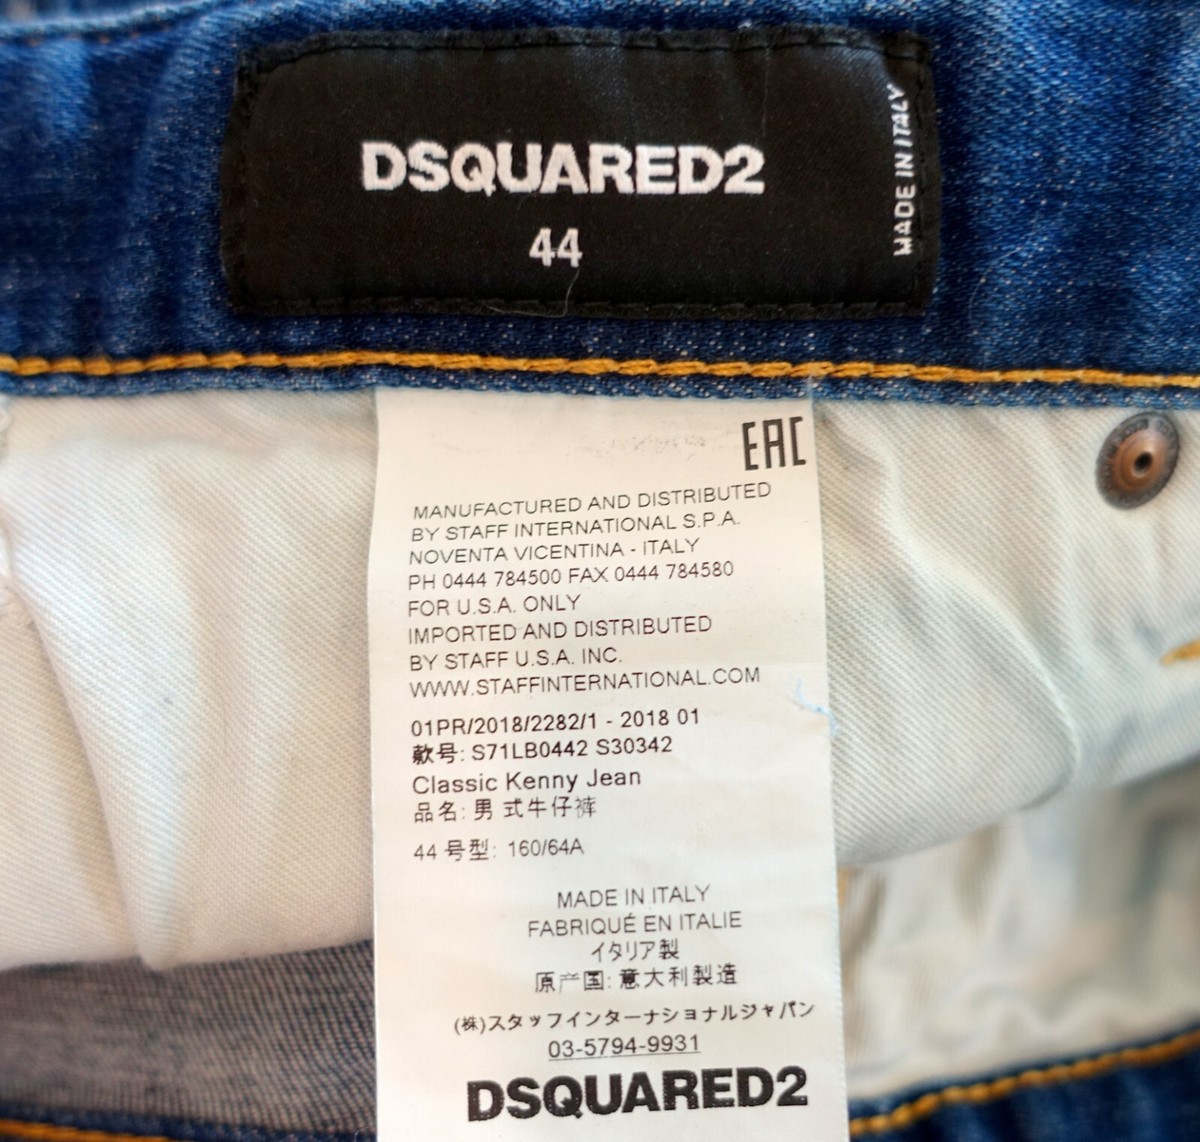 DSQUARED2
44
MADE IN ITALY
EAC
MANUFACTURED AND DISTRIBUTED
BY STAFF INTERNATIONAL S.P.A.
NOVENTA VICENTINA - ITALY
PH 0444 784500 FAX 0444 784580
FOR U.S.A. ONLY
IMPORTED AND DISTRIBUTED
BY STAFF U.S.A. INC.
WWW.STAFFINTERNATIONAL.COM
01PR/2018/2282/1 - 2018 01
款号: S71LB0442 S30342
Classic Kenny Jean
品名: 男 式牛仔裤
44 号型: 160/64A
MADE IN ITALY
FABRIQUÉ EN ITALIE
イタリア製
原产国: 意大利製造
(株)スタッフインターナショナルジャパン
03-5794-9931
DSQUARED2